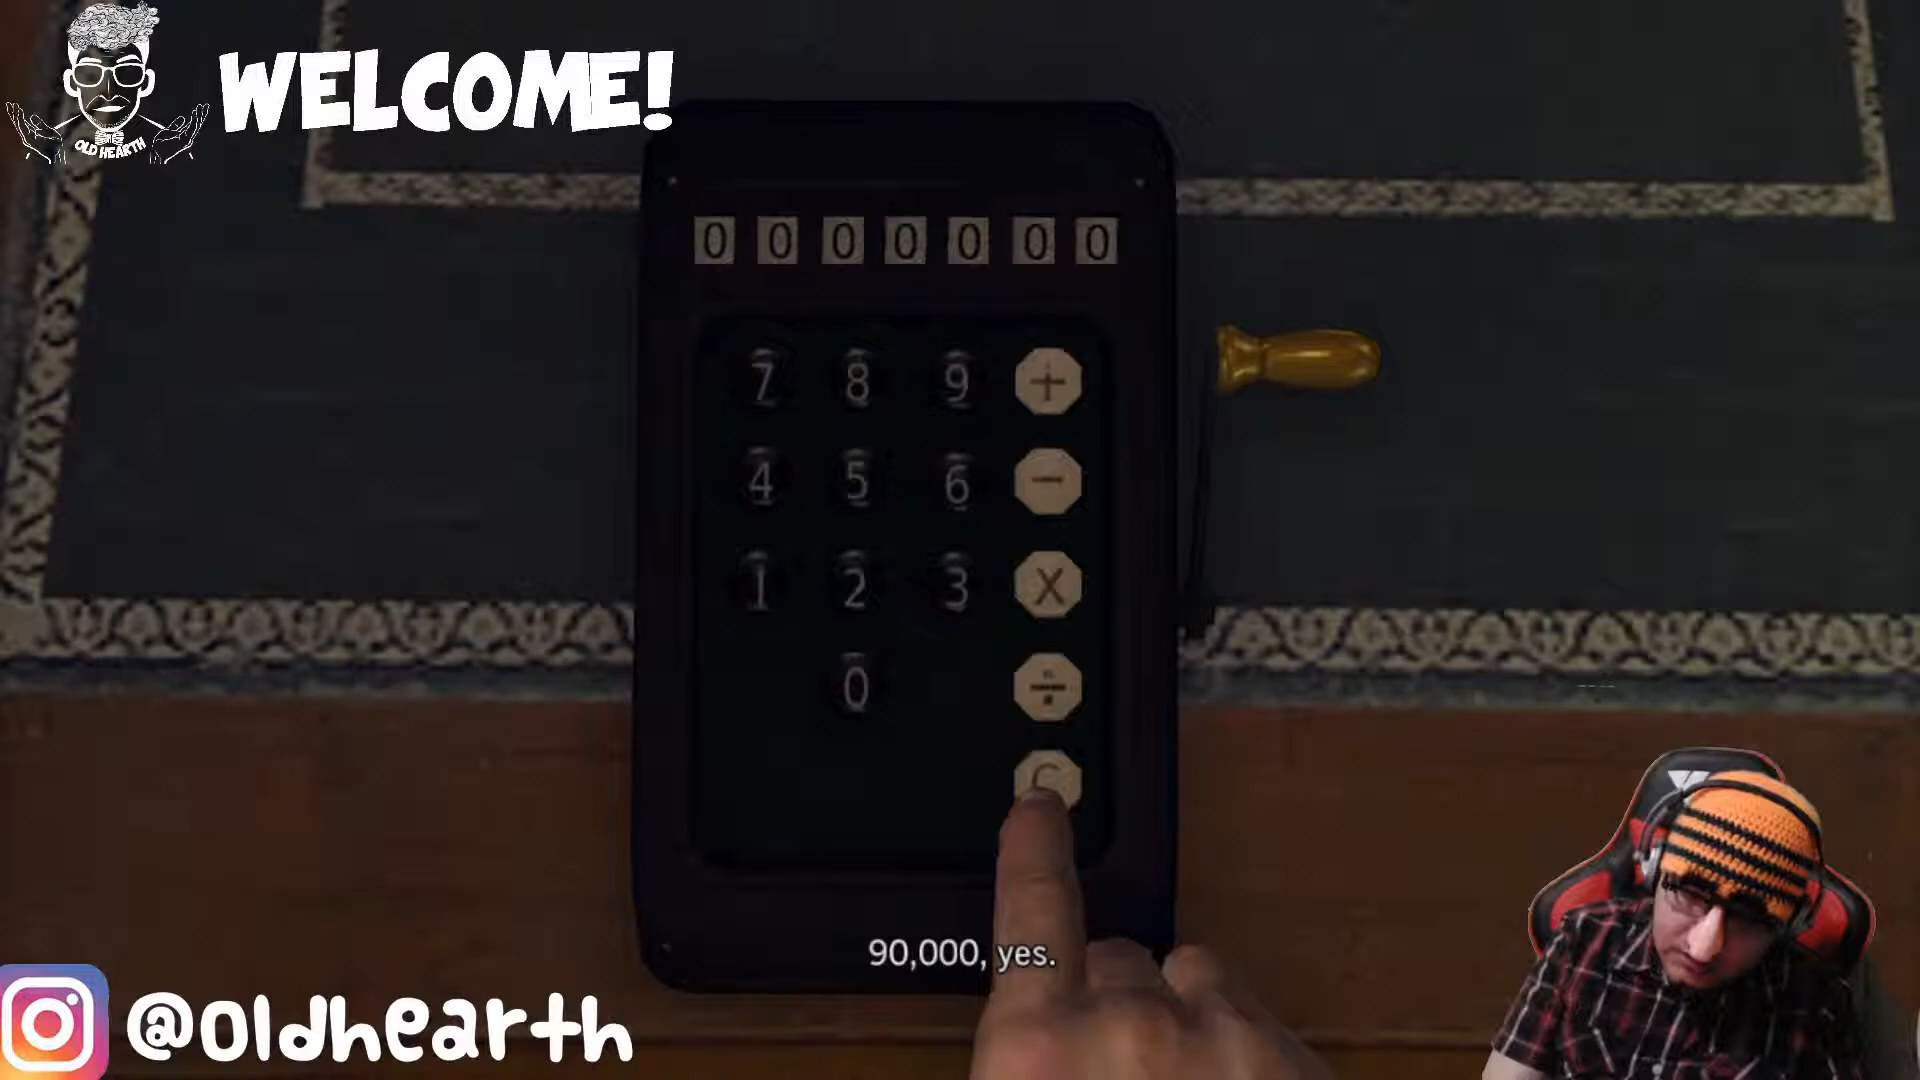 WELCOME!
OLD HEARTH
0 0 0 0 0 0 0
7 8 9 +
4 5 6 −
1 2 3 X
0 ÷
C
90,000, yes.
@oldhearth